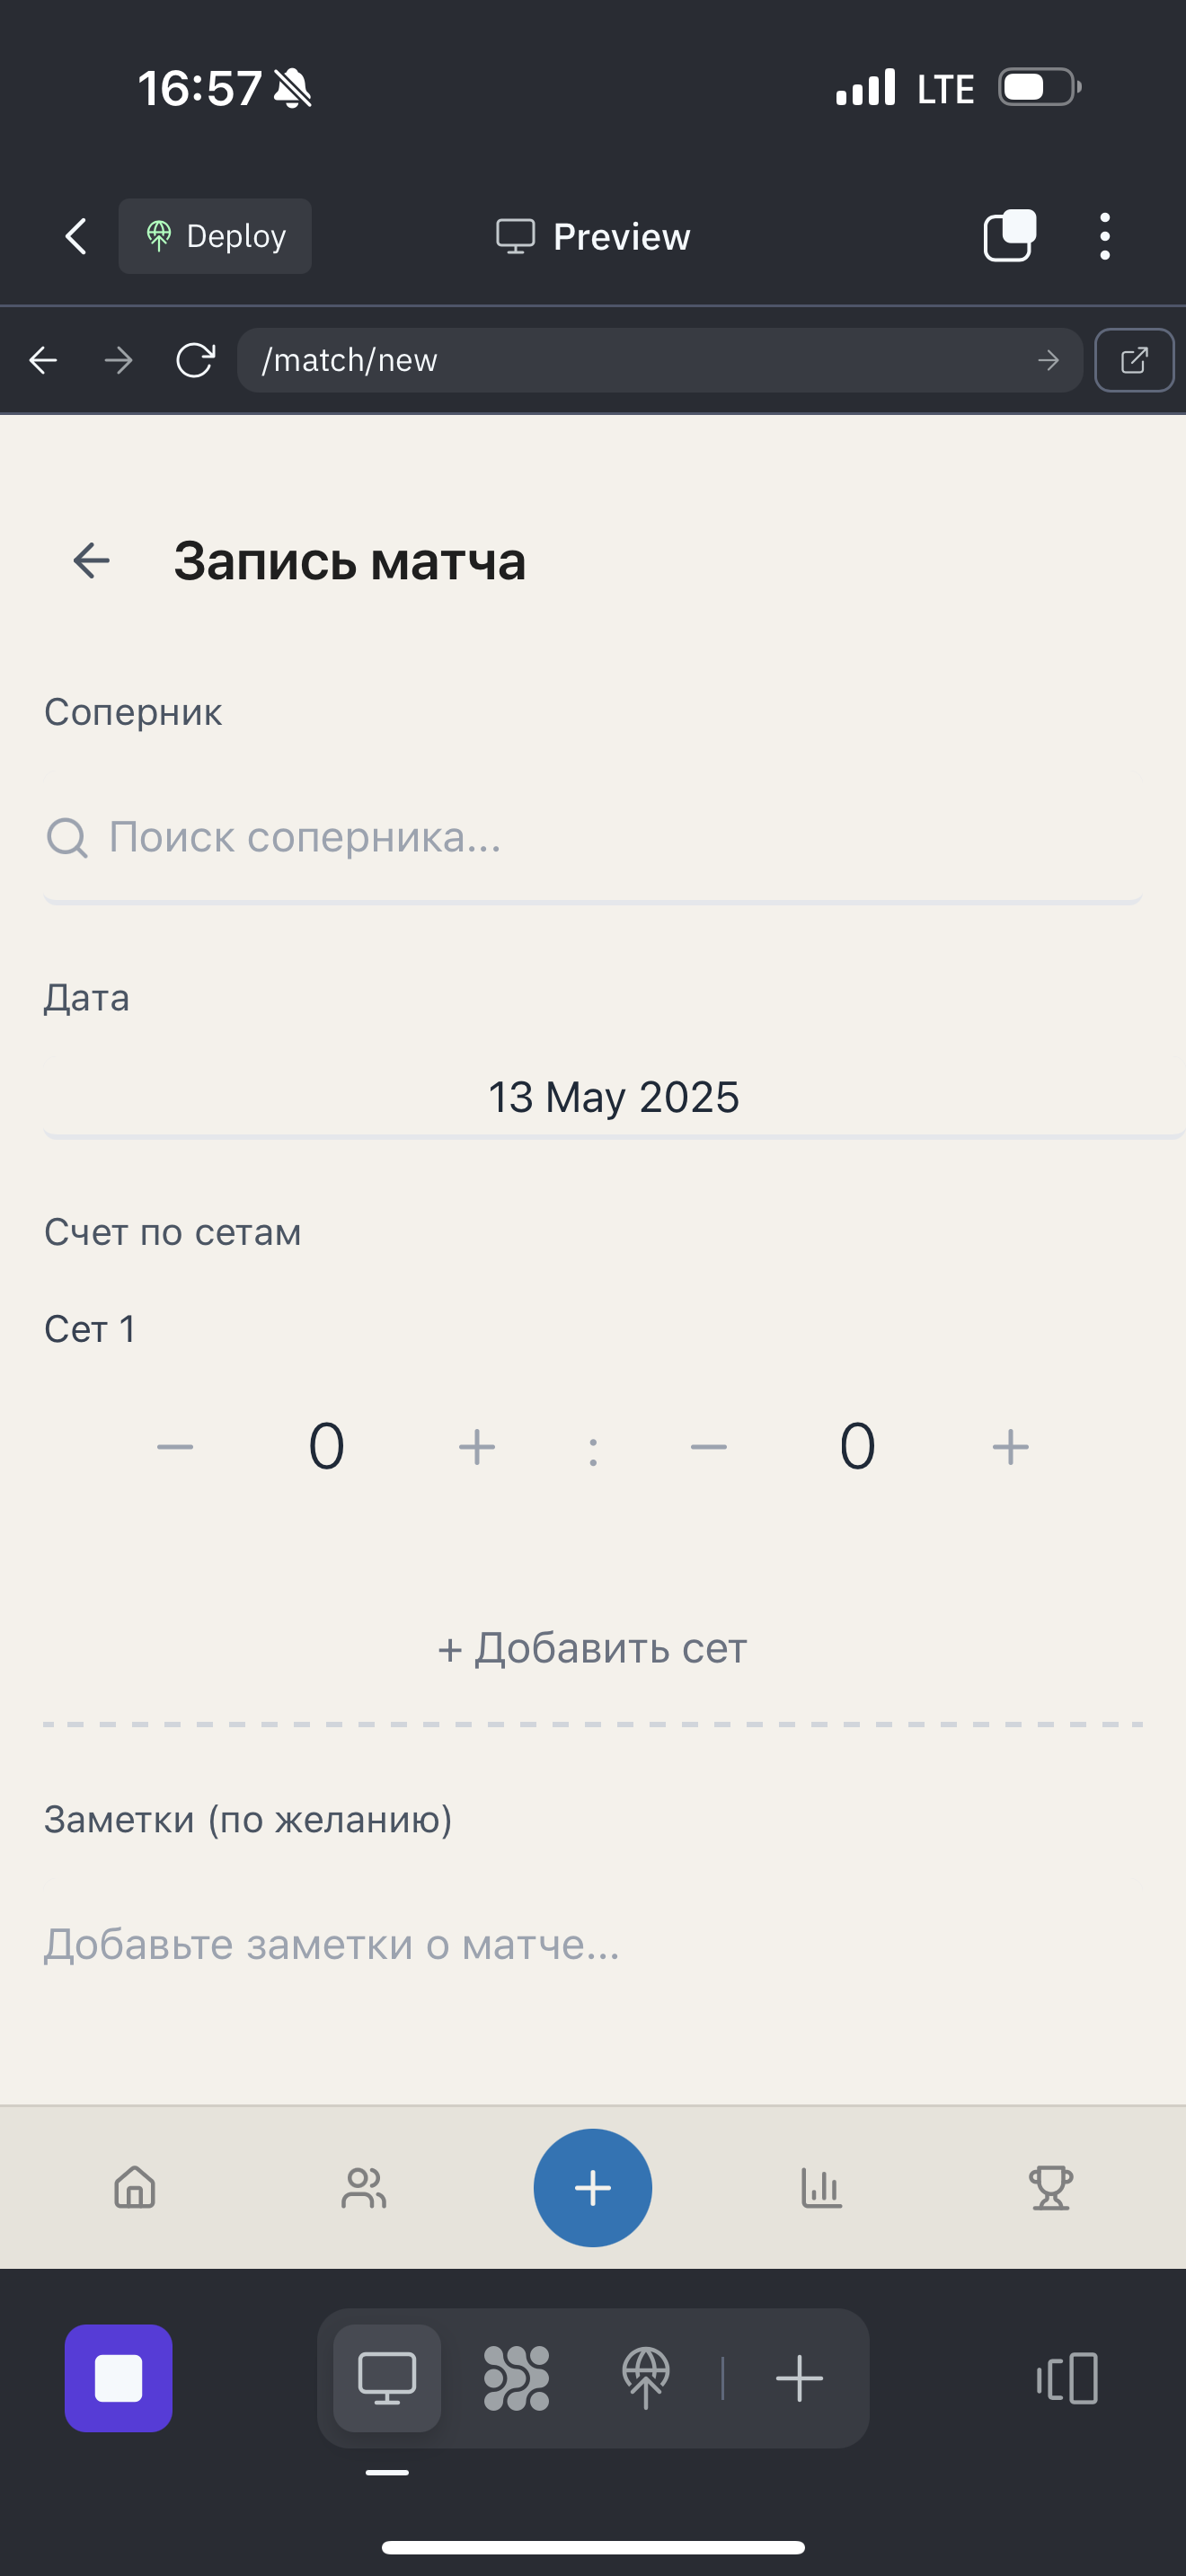 16:57
LTE
Deploy
Preview
/match/new
Запись матча
Соперник
Поиск соперника...
Дата
13 May 2025
Счет по сетам
Сет 1
− 0 + : − 0 +
+ Добавить сет
Заметки (по желанию)
Добавьте заметки о матче...